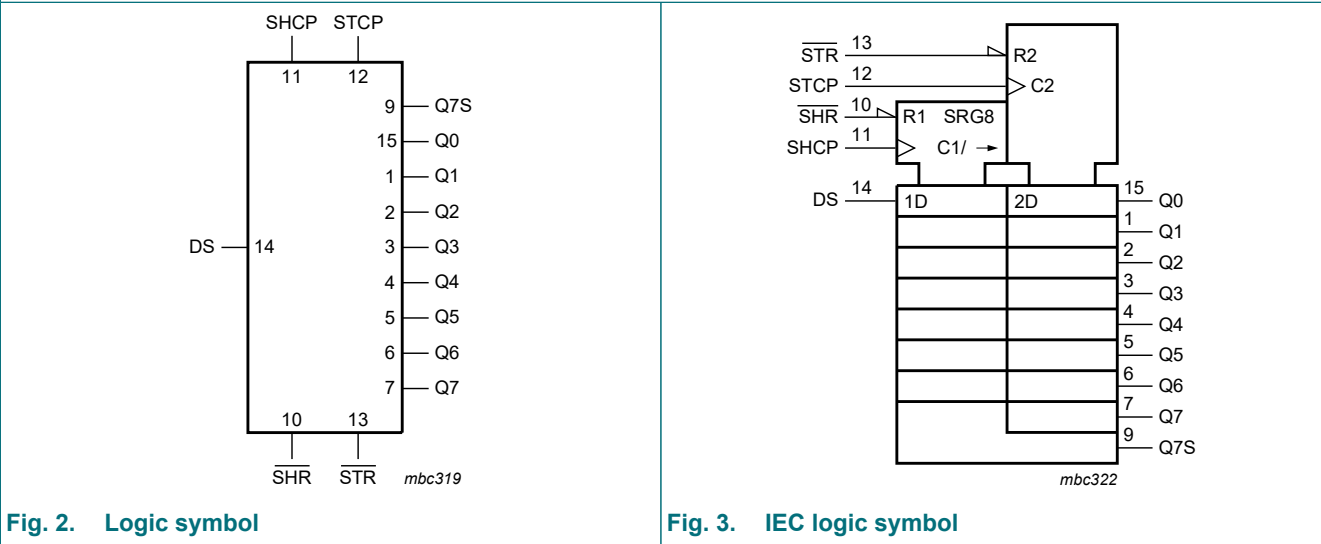 SHCP STCP
11 12
9 Q7S
15 Q0
1 Q1
2 Q2
DS 14 3 Q3
4 Q4
5 Q5
6 Q6
7 Q7
10 13
SHR STR mbc319
Fig. 2. Logic symbol
STR 13 R2
STCP 12 C2
SHR 10 R1 SRG8
SHCP 11 C1/ →
DS 14 1D 2D 15 Q0
1 Q1
2 Q2
3 Q3
4 Q4
5 Q5
6 Q6
7 Q7
9 Q7S
mbc322
Fig. 3. IEC logic symbol